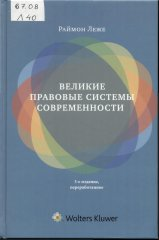 67.08
Л40
Раймон Леже
ВЕЛИКИЕ
ПРАВОВЫЕ СИСТЕМЫ
СОВРЕМЕННОСТИ
3-е издание,
переработанное
Wolters Kluwer